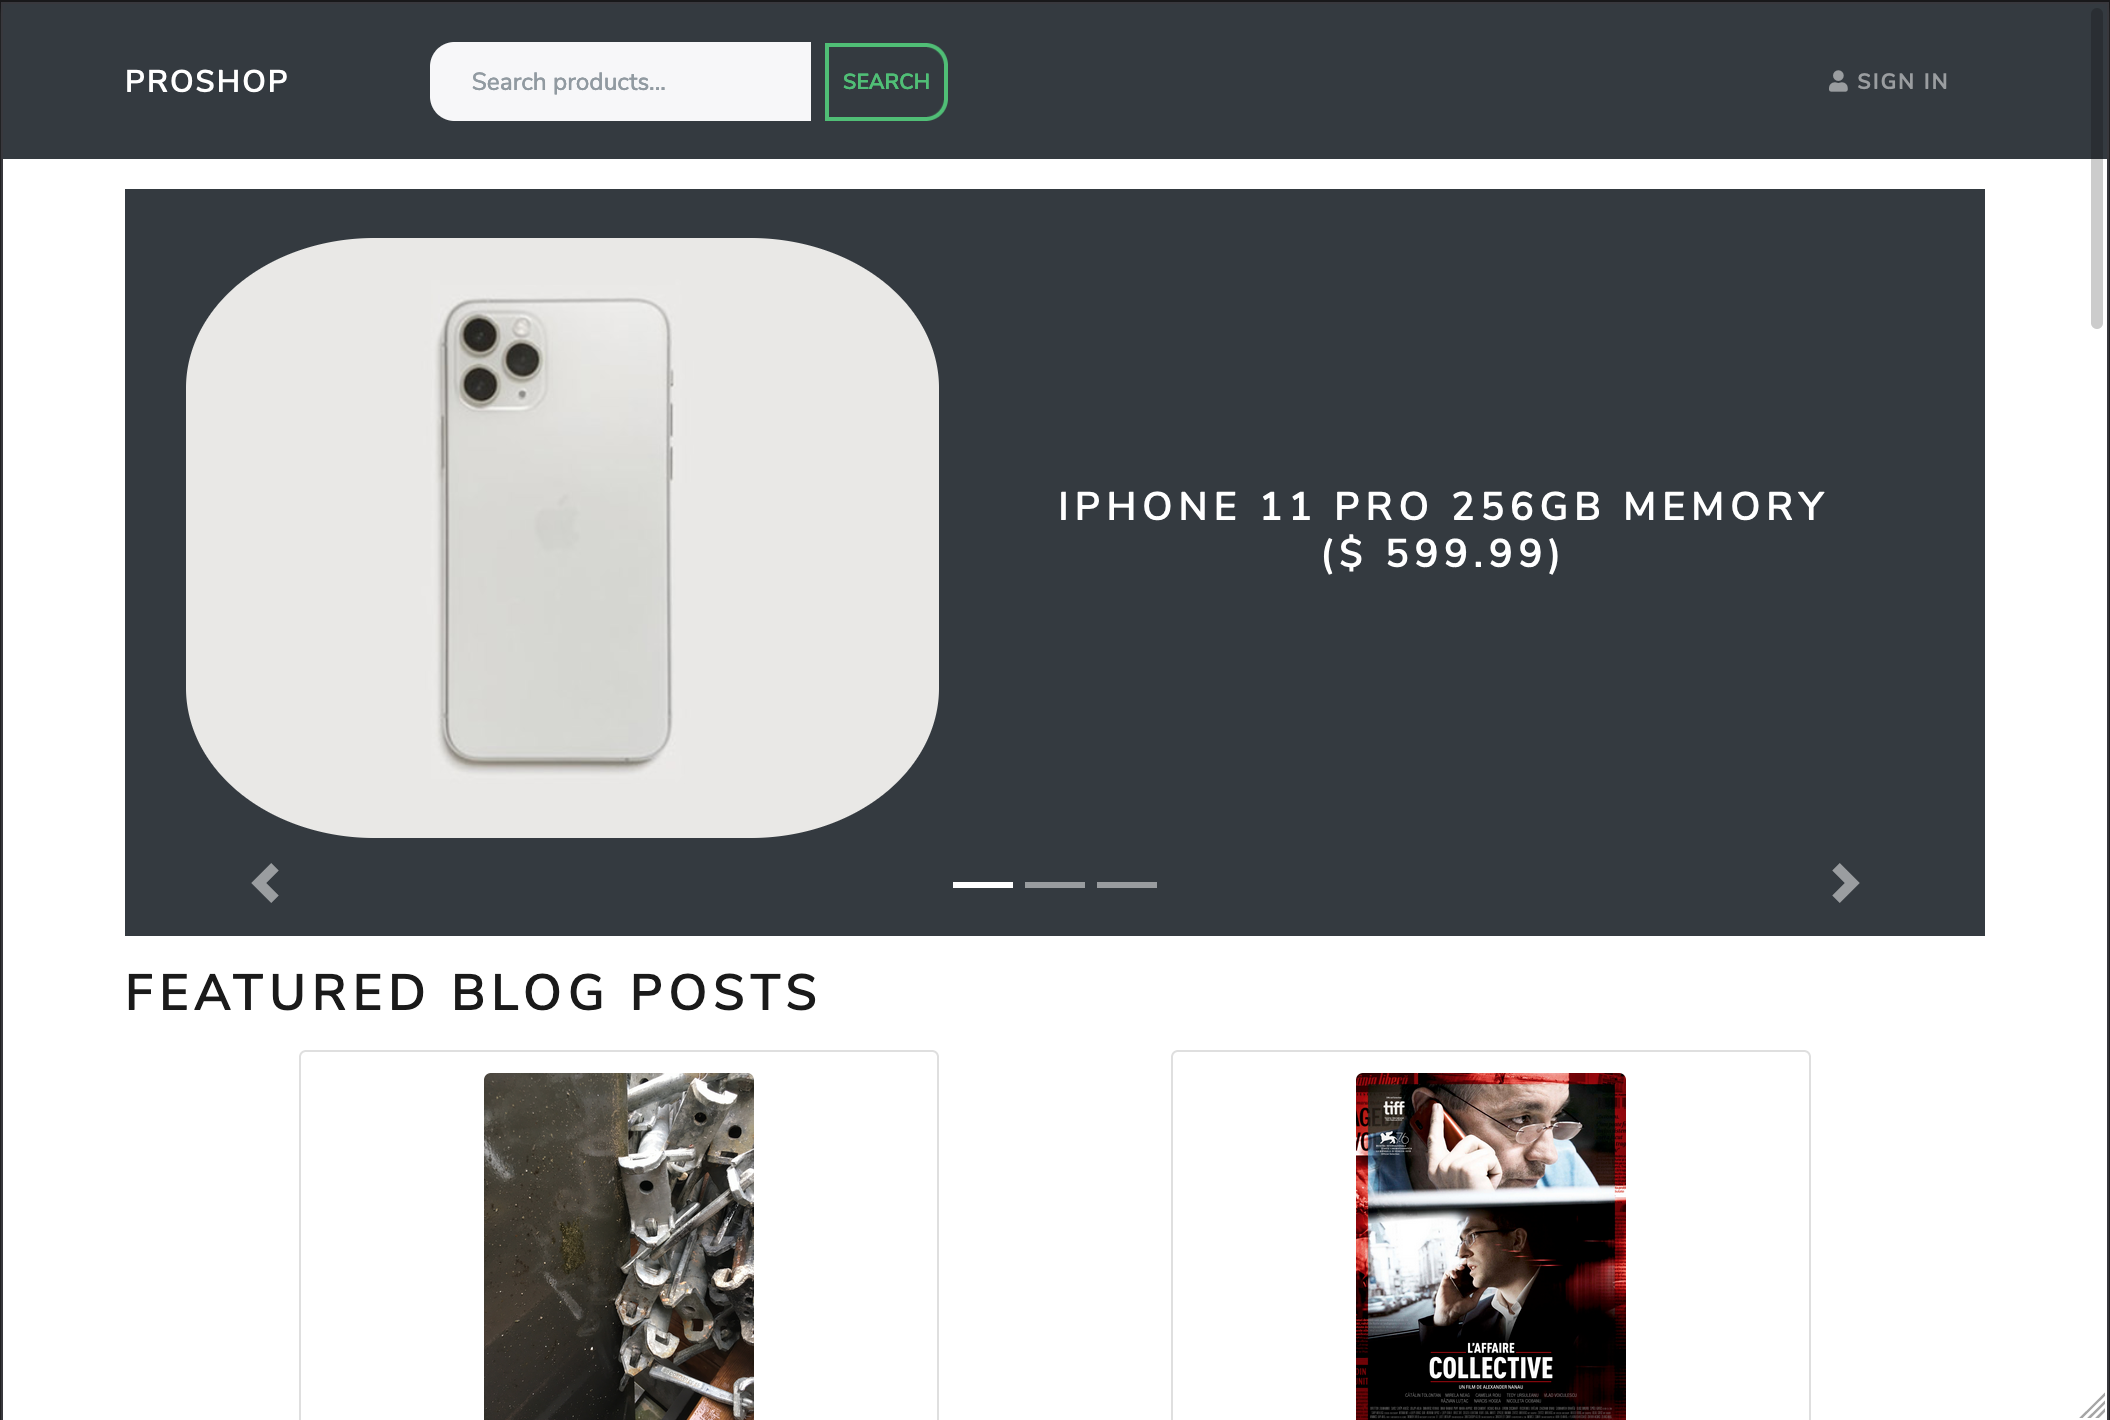 PROSHOP
Search products...
SEARCH
SIGN IN
IPHONE 11 PRO 256GB MEMORY
($ 599.99)
FEATURED BLOG POSTS
tiff
76
L'AFFAIRE
COLLECTIVE
UN FILM DE ALEXANDER NANAU